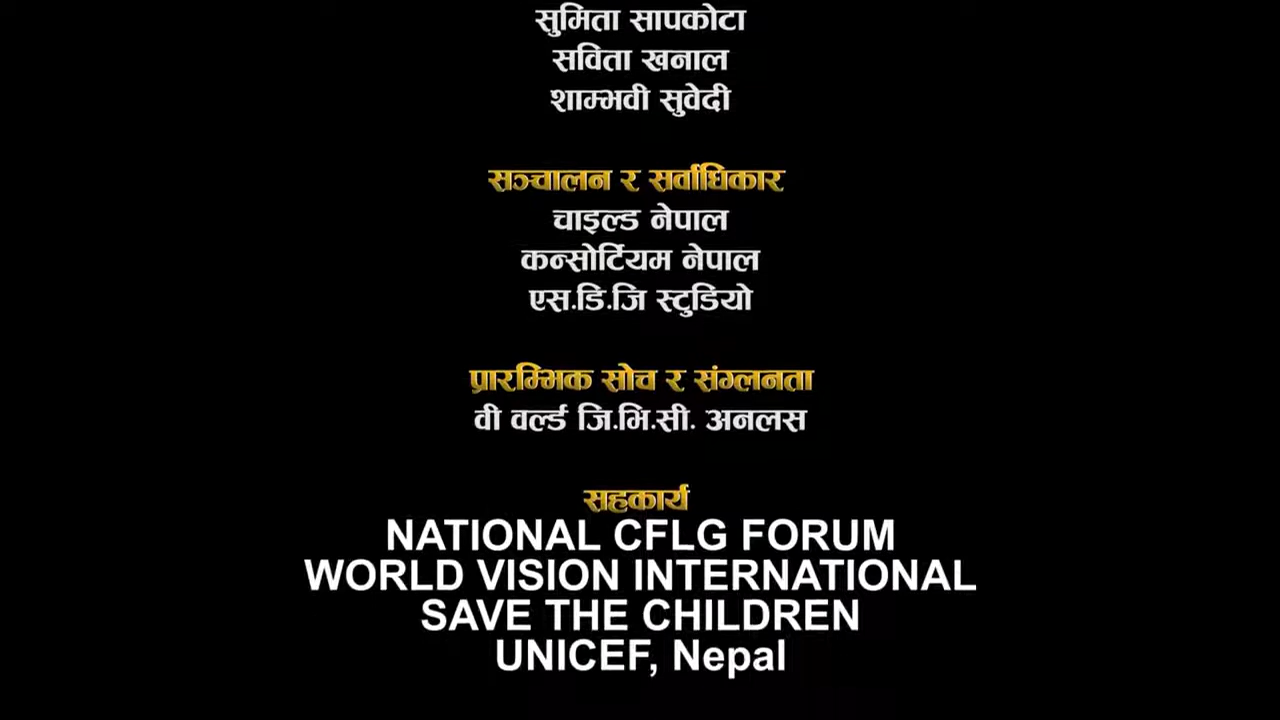 सुमिता सापकोटा
सविता खनाल
शाम्भवी सुवेदी
सञ्चालन र सर्वाधिकार
चाइल्ड नेपाल
कन्सोर्टियम नेपाल
एस.डि.जि स्टुडियो
प्रारम्भिक सोच र संग्लनता
वी वर्ल्ड जि.भि.सी. अनलस
सहकार्य
NATIONAL CFLG FORUM
WORLD VISION INTERNATIONAL
SAVE THE CHILDREN
UNICEF, Nepal